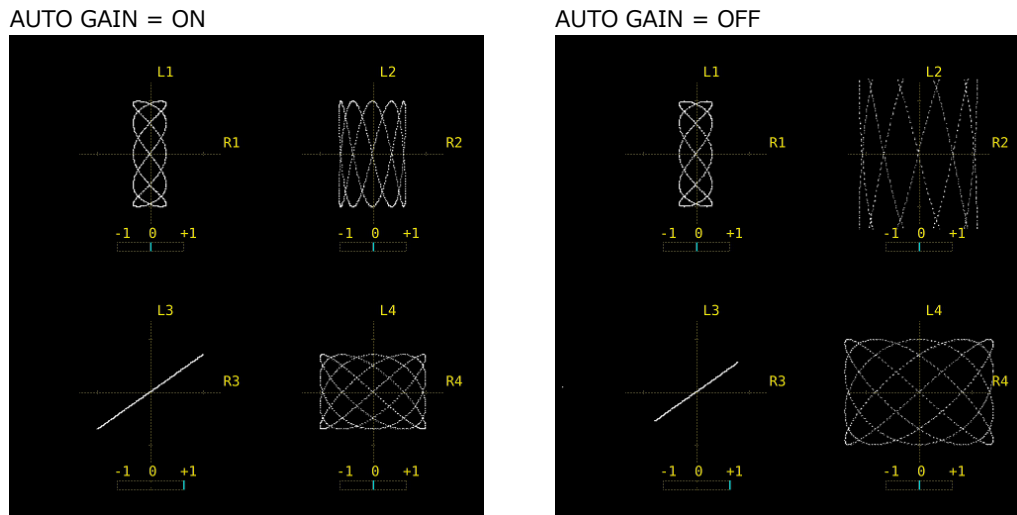 AUTO GAIN = ON
AUTO GAIN = OFF
L1
L2
R1
R2
-1 0 +1
-1 0 +1
L3
L4
R3
R4
-1 0 +1
-1 0 +1
L1
L2
R1
R2
-1 0 +1
-1 0 +1
L3
L4
R3
R4
-1 0 +1
-1 0 +1